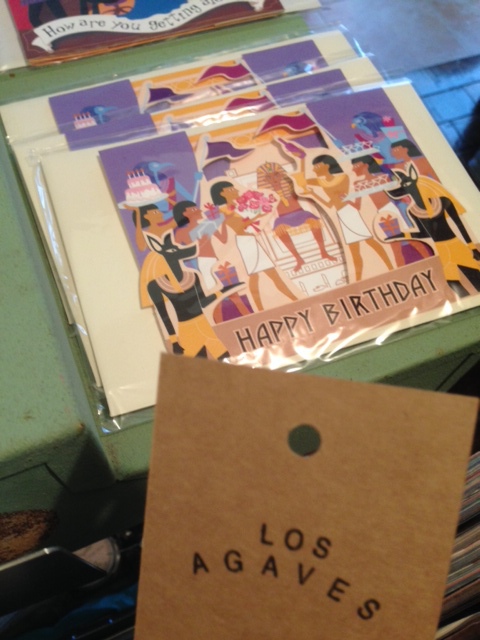 How are you getting
HAPPY BIRTHDAY
LOS
AGAVES